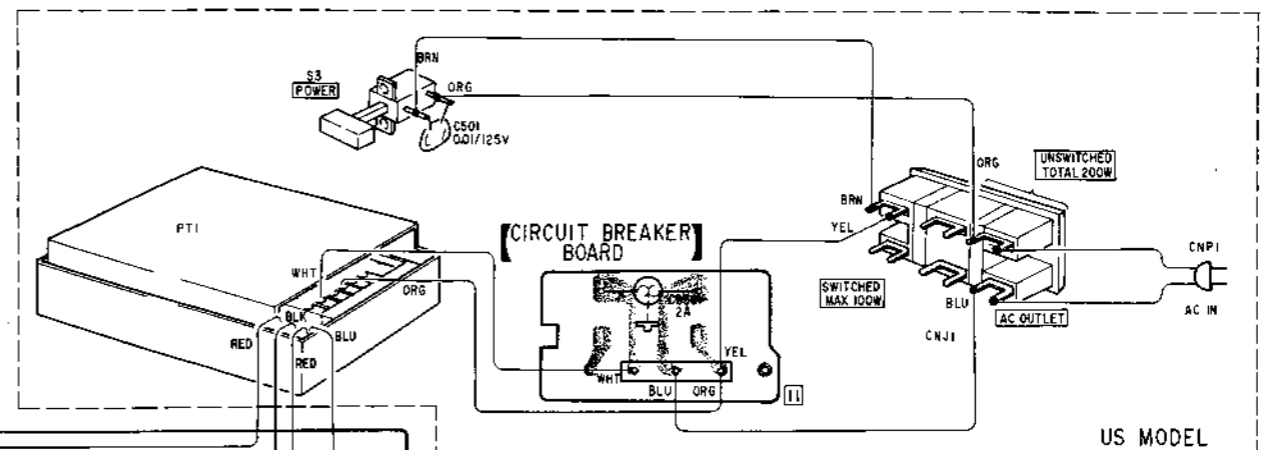 BRN
S3
POWER
ORG
C501
0.01/125V
ORG
UNSWITCHED
TOTAL 200W
BRN
YEL
PT1
CIRCUIT BREAKER
BOARD
CNP1
WHT
ORG
SWITCHED
MAX 100W
BLU
AC OUTLET
AC IN
2A
BLK
RED
BLU
CNJ1
YEL
RED
WHT
BLU
ORG
11
US MODEL